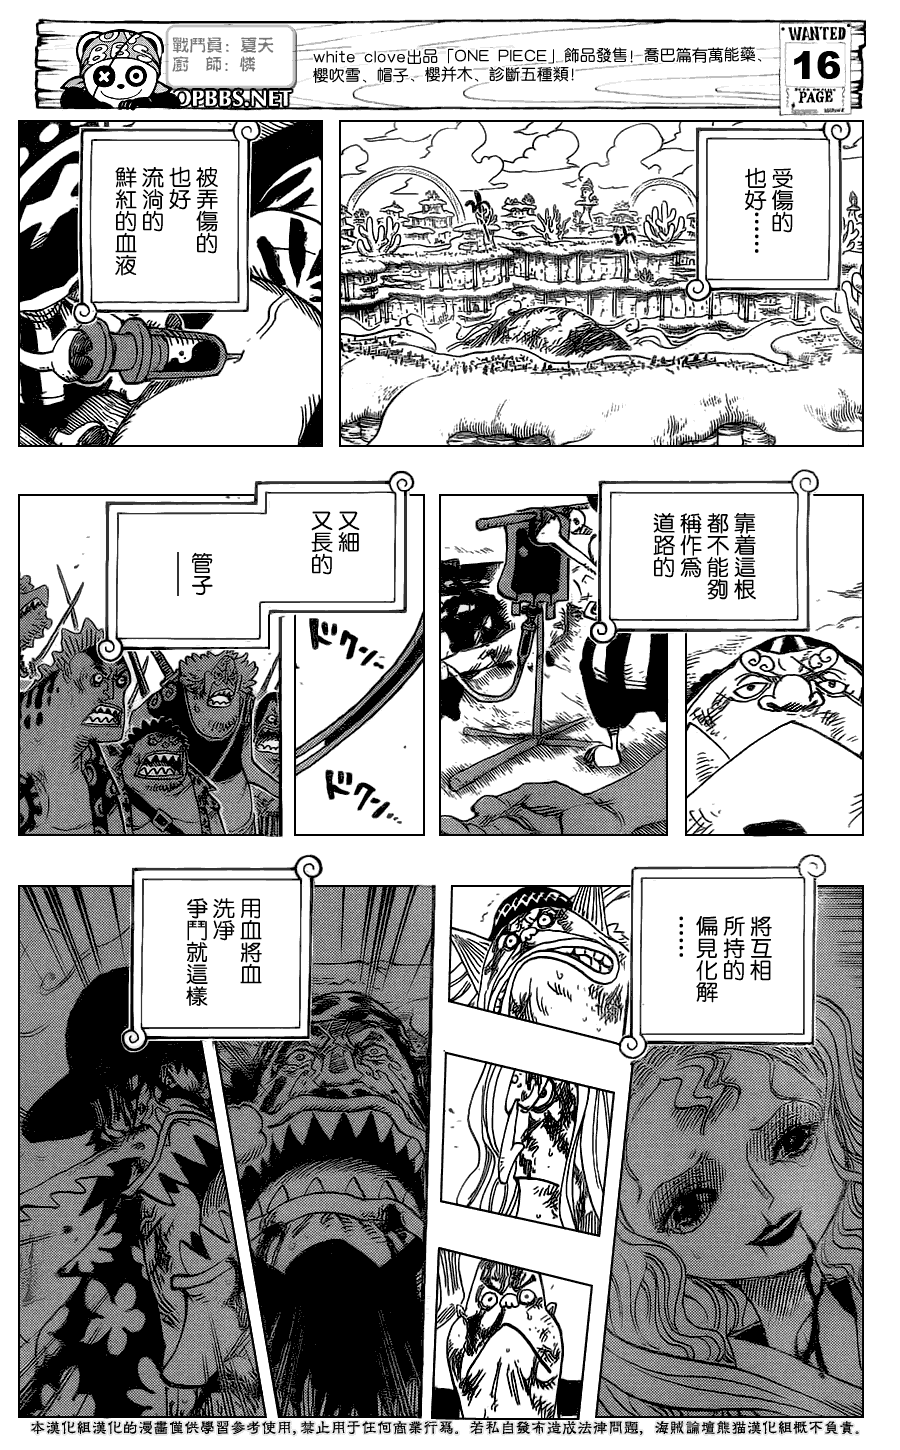 戰鬥員: 夏天
廚　師: 憐
OPBBS.NET
white clove出品「ONE PIECE」飾品發售! 喬巴篇有萬能藥、
櫻吹雪、帽子、櫻并木、診斷五種類!
WANTED
16
PAGE
受傷的
也好……
被弄傷的
也好
流淌的
鮮紅的血液
靠着這根
都不能夠
稱作為
道路的
又細
又長的
管子
——
ドクン…
ドクン…
將互相
所持的
偏見化解
……
用血將血
洗淨
爭鬥就這樣
本漢化組漢化的漫畫僅供學習參考使用,禁止用于任何商業行為。若私自發布造成法律問題, 海賊論壇熊貓漢化組概不負責。